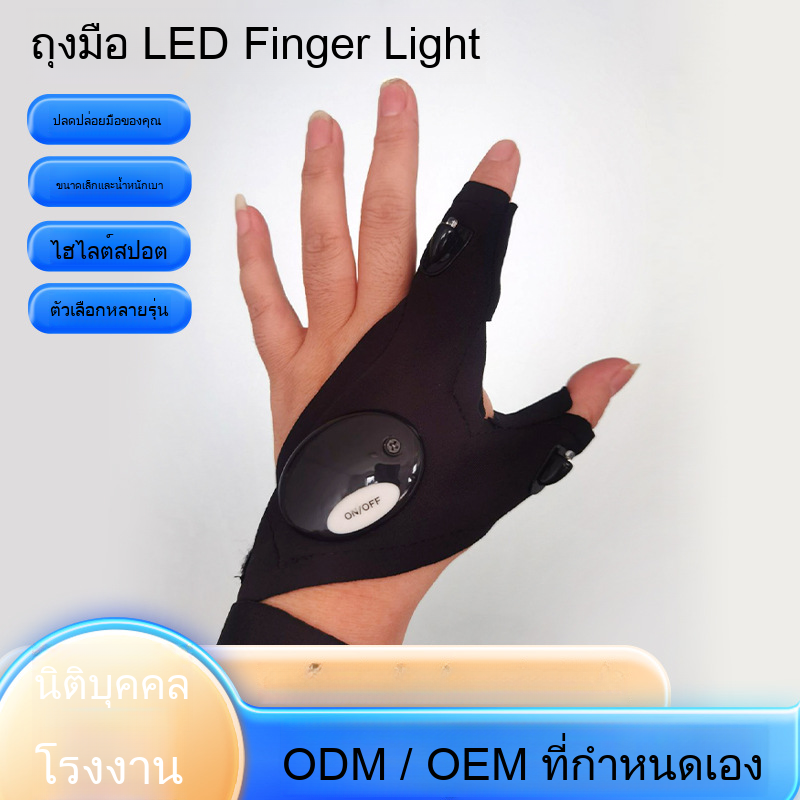 ถุงมือ LED Finger Light
ปลดปล่อยมือของคุณ
ขนาดเล็กและน้ำหนักเบา
ไฮไลต์สปอต
ตัวเลือกหลายรุ่น
ON/OFF
นิติบุคคล
โรงงาน
ODM / OEM ที่กำหนดเอง